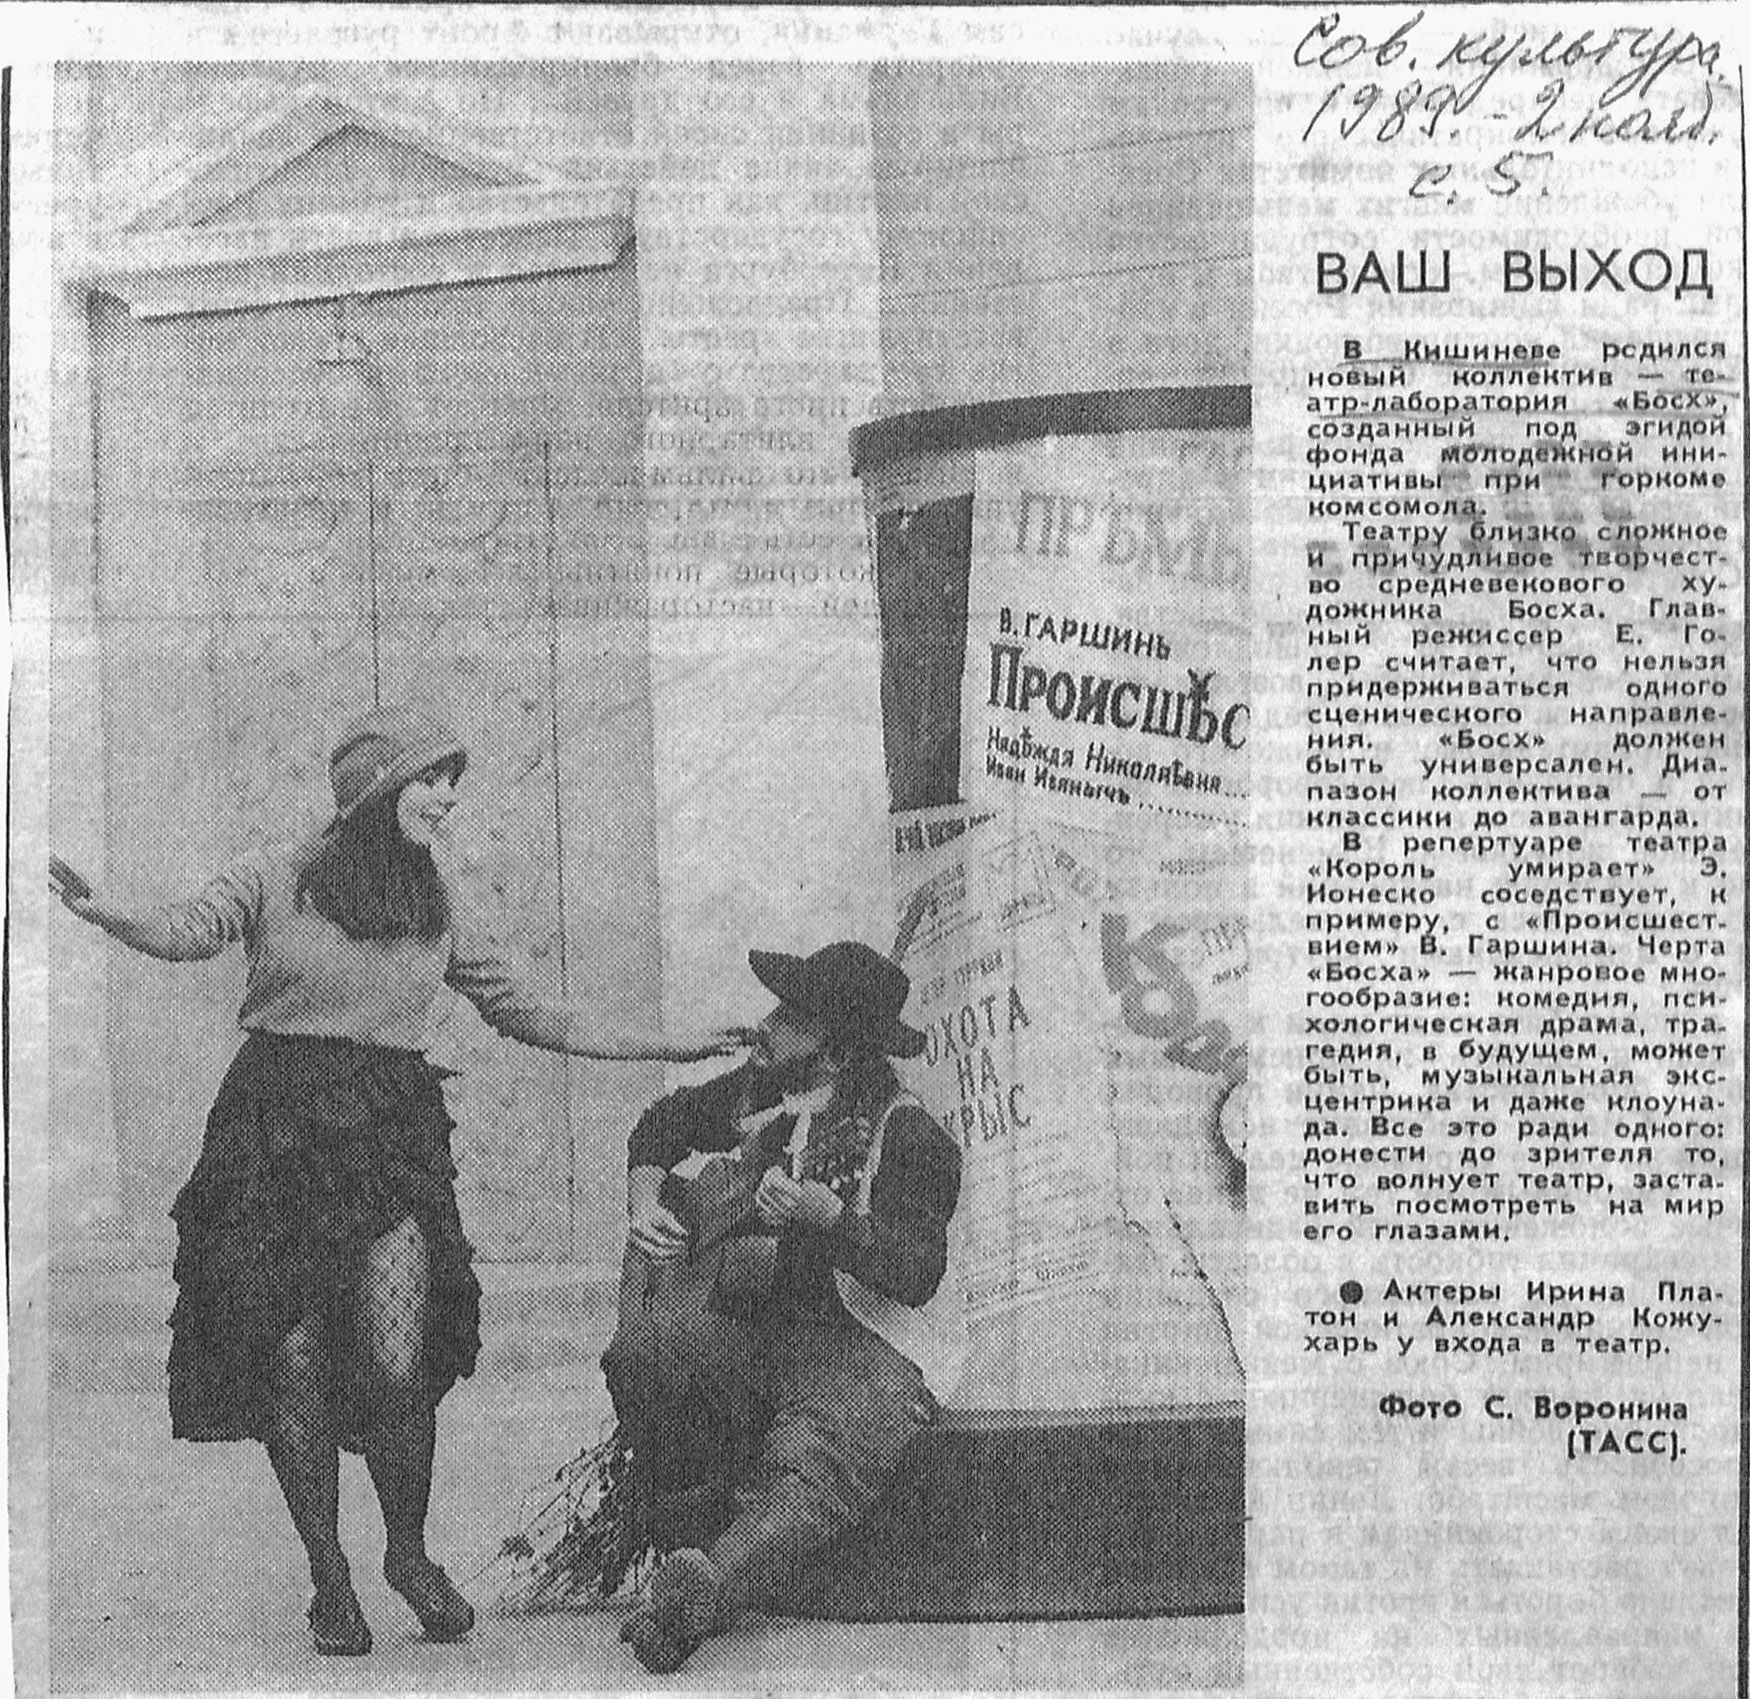 Сов. культура.
1989. - 2 нояб.
с. 5.
ВАШ ВЫХОД
В Кишиневе родился
новый коллектив — те-
атр-лаборатория «Босх»,
созданный под эгидой
фонда молодежной ини-
циативы при горкоме
комсомола.
Театру близко сложное
и причудливое творчест-
во средневекового ху-
дожника Босха. Глав-
ный режиссер Е. Го-
лер считает, что нельзя
придерживаться одного
сценического направле-
ния. «Босх» должен
быть универсален. Диа-
пазон коллектива — от
классики до авангарда.
В репертуаре театра
«Король умирает» Э.
Ионеско соседствует, к
примеру, с «Происшест-
вием» В. Гаршина. Черта
«Босха» — жанровое мно-
гообразие: комедия, пси-
хологическая драма, тра-
гедия, в будущем, может
быть, музыкальная экс-
центрика и даже клоуна-
да. Все это ради одного:
донести до зрителя то,
что волнует театр, заста-
вить посмотреть на мир
его глазами.
● Актеры Ирина Пла-
тон и Александр Кожу-
харь у входа в театр.
Фото С. Воронина
(ТАСС).
ПРЕМЬ
В. ГАРШИНЬ
ПРОИСШѢС
Надѣжда Николаѣвна...
Иван Иванычъ..........
ОХОТА
НА
КРЫС